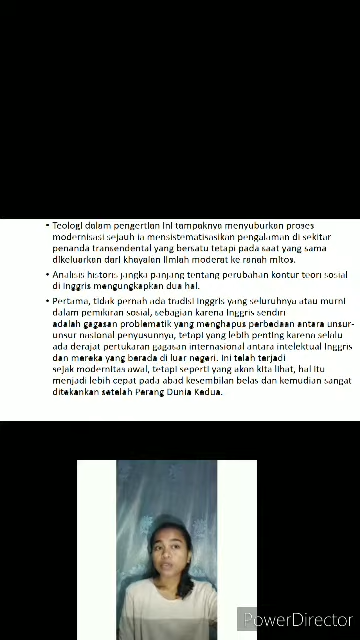 • Teologi dalam pengertian ini tampaknya menyuburkan proses
modernisasi sejauh ia mensistematisasikan pengalaman di sekitar
penanda transendental yang bersatu tetapi pada saat yang sama
dikeluarkan dari khayalan ilmiah moderat ke ranah mitos.
• Analisis historis jangka panjang tentang perubahan kontur teori sosial
di Inggris mengungkapkan dua hal.
• Pertama, tidak pernah ada tradisi Inggris yang seluruhnya atau murni
dalam pemikiran sosial, sebagian karena Inggris sendiri
adalah gagasan problematik yang menghapus perbedaan antara unsur-
unsur nasional penyusunnya, tetapi yang lebih penting karena selalu
ada derajat pertukaran gagasan internasional antara intelektual Inggris
dan mereka yang berada di luar negeri. Ini telah terjadi
sejak modernitas awal, tetapi seperti yang akan kita lihat, hal itu
menjadi lebih cepat pada abad kesembilan belas dan kemudian sangat
ditekankan setelah Perang Dunia Kedua.
PowerDirector